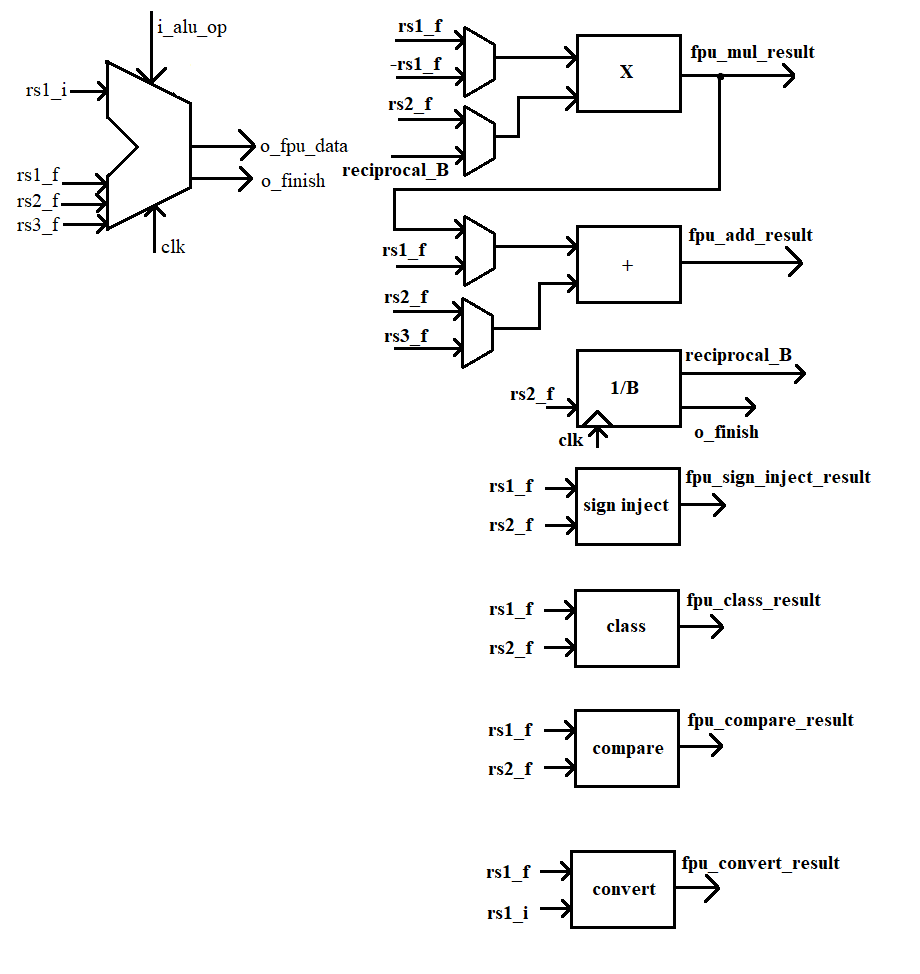 i_alu_op
rs1_i
rs1_f
rs2_f
rs3_f
o_fpu_data
o_finish
clk
rs1_f
-rs1_f
rs2_f
reciprocal_B
X
fpu_mul_result
rs1_f
rs2_f
rs3_f
+
fpu_add_result
rs2_f
1/B
clk
reciprocal_B
o_finish
rs1_f
rs2_f
sign inject
fpu_sign_inject_result
rs1_f
rs2_f
class
fpu_class_result
rs1_f
rs2_f
compare
fpu_compare_result
rs1_f
rs1_i
convert
fpu_convert_result